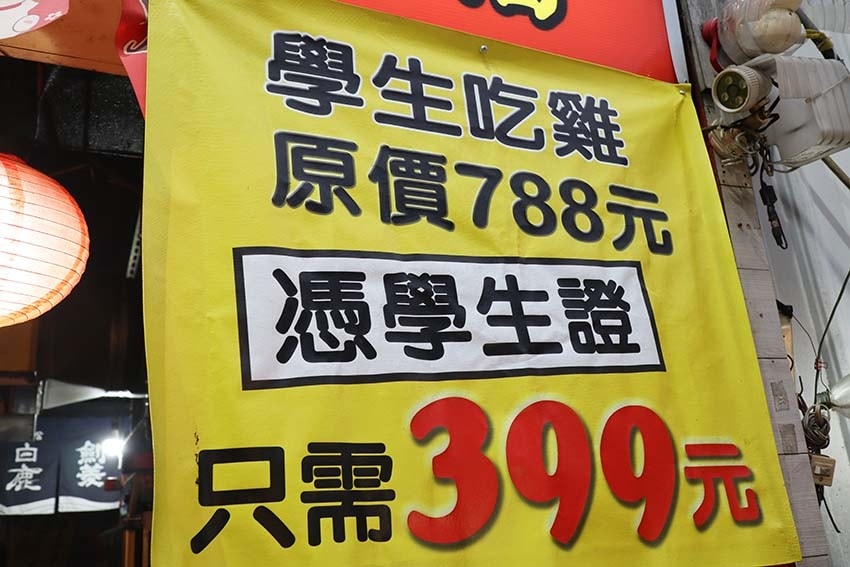 學生吃雞
原價788元
憑學生證
只需399元
白鹿
劍菱